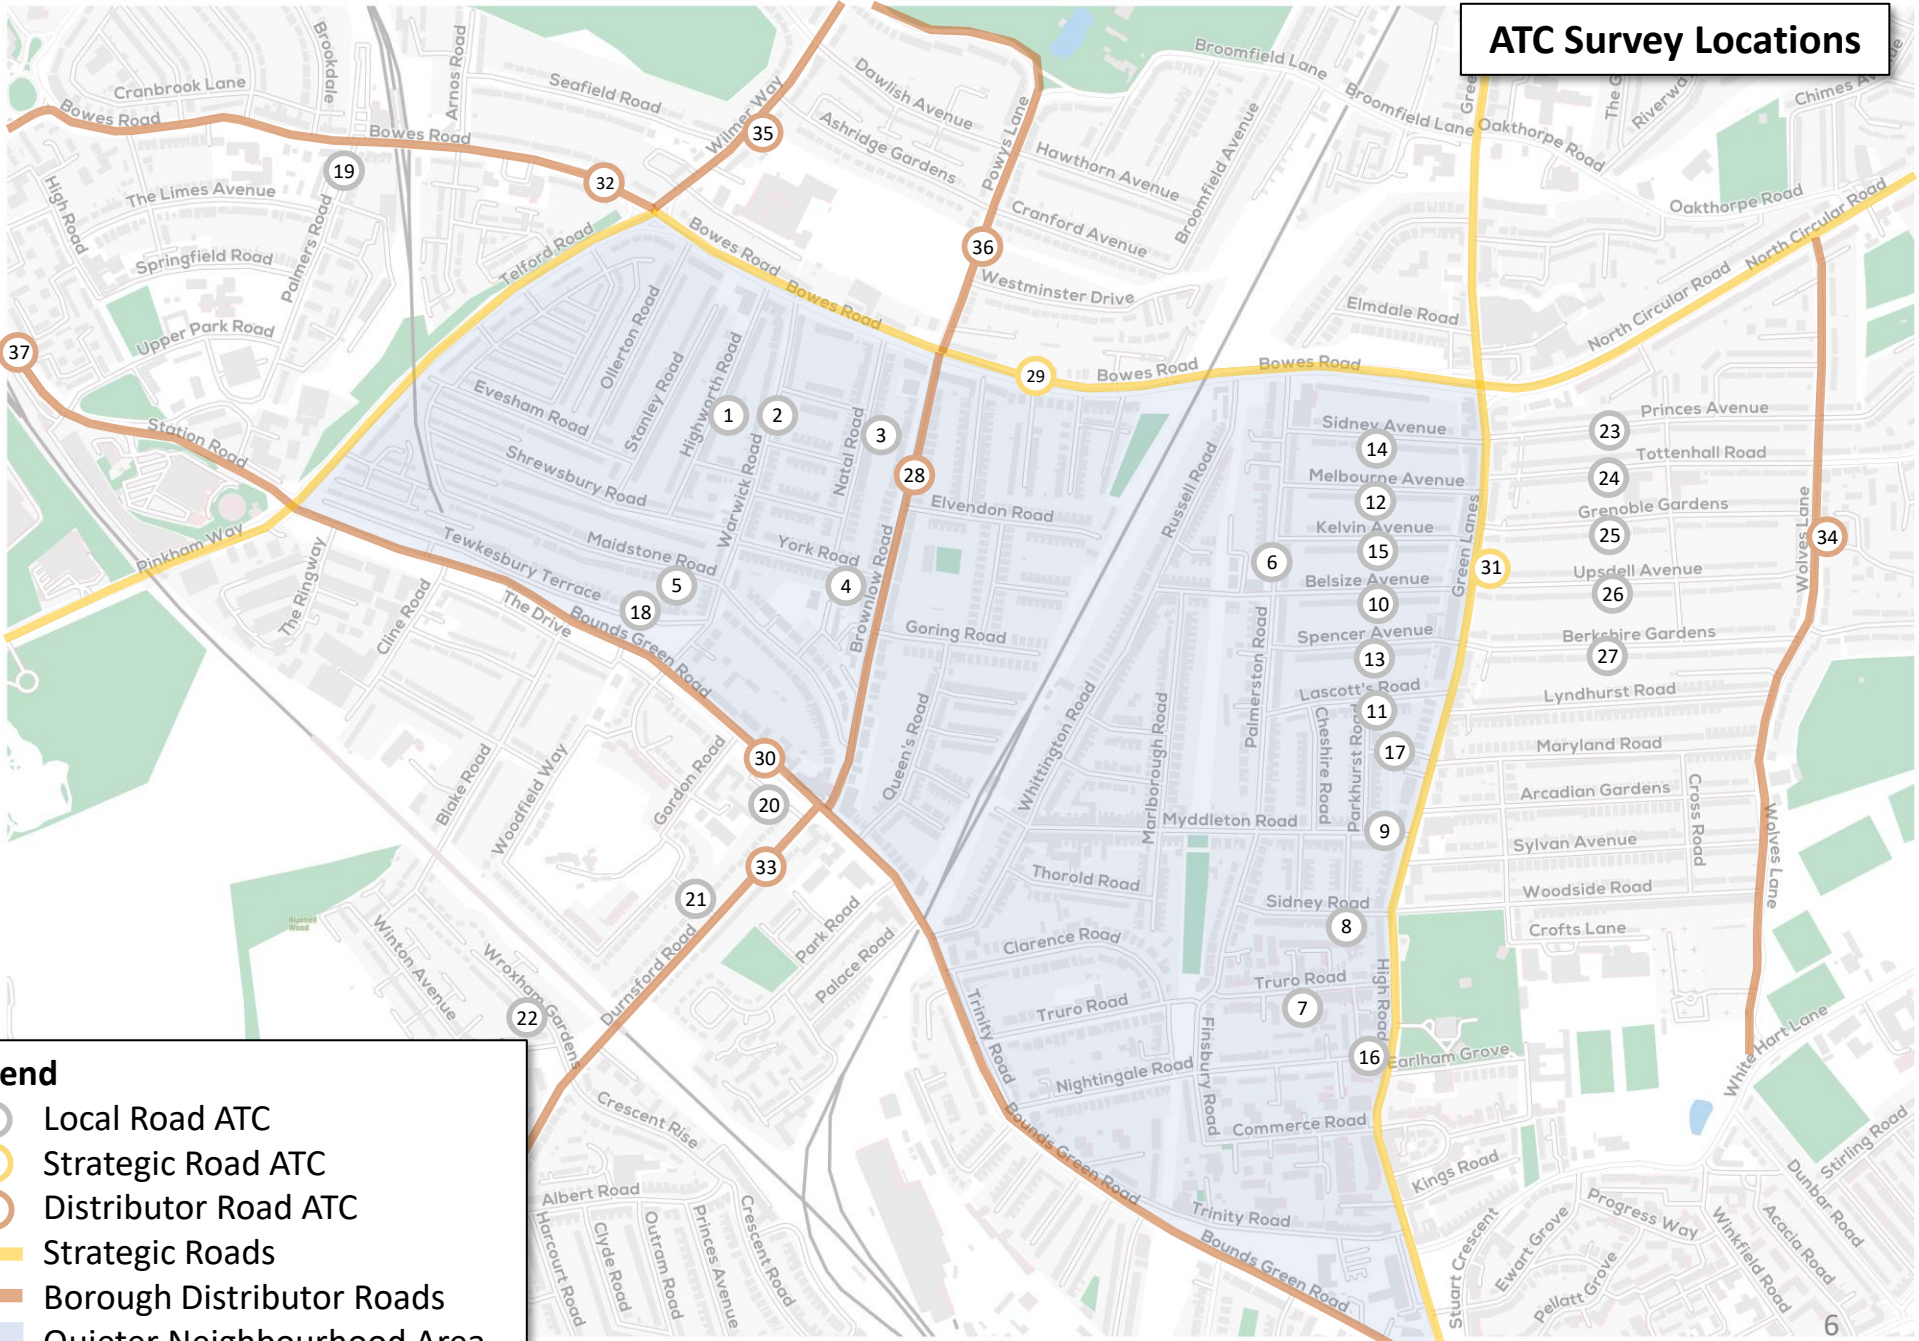 ATC Survey Locations
Broomfield Lane
Brookdale
Arnos Road
Cranbrook Lane
Seafield Road
Dawlish Avenue
Wilmer Way
Bowes Road
Bowes Road
35
Ashridge Gardens
Powys Lane
Broomfield Lane
Oakthorpe Road
Riverwa
Chimes A
Gree
The G
Hawthorn Avenue
Broomfield Avenue
19
32
High Road
The Limes Avenue
Palmers Road
Cranford Avenue
Oakthorpe Road
North Circular Road
36
Telford Road
Bowes Road
Springfield Road
Bowes Road
Westminster Drive
Elmdale Road
North Circular Road
Upper Park Road
Ollerton Road
37
Stanley Road
Highworth Road
29
Bowes Road
Bowes Road
Evesham Road
1
2
3
Natal Road
Sidney Avenue
14
23
Princes Avenue
Station Road
Shrewsbury Road
Warwick Road
28
Russell Road
Melbourne Avenue
12
24
Tottenhall Road
Elvendon Road
Kelvin Avenue
15
Green Lanes
Grenoble Gardens
25
Wolves Lane
34
Pinkham Way
Tewkesbury Terrace
Maidstone Road
York Road
Brownlow Road
6
Belsize Avenue
31
Upsdell Avenue
The Ringway
Cline Road
The Drive
5
18
4
10
26
Bounds Green Road
Goring Road
Palmerston Road
Spencer Avenue
13
Berkshire Gardens
27
Lascott's Road
11
Lyndhurst Road
Queen's Road
Whittington Road
Marlborough Road
Cheshire Road
Parkhurst Road
17
Maryland Road
Blake Road
Woodfield Way
Gordon Road
30
20
Arcadian Gardens
Cross Road
Myddleton Road
9
Sylvan Avenue
Wolves Lane
33
21
Thorold Road
Woodside Road
Sidney Road
8
Crofts Lane
Bluebell
Wood
Winton Avenue
Wroxham Gardens
Durnsford Road
Park Road
Palace Road
Clarence Road
Truro Road
7
High Road
22
Trinity Road
Truro Road
Finsbury Road
16
Earlham Grove
White Hart Lane
Nightingale Road
Crescent Rise
Commerce Road
Bounds Green Road
Kings Road
Stirling Road
Dunbar Road
Albert Road
Harcourt Road
Clyde Road
Outram Road
Princes Avenue
Crescent Road
Trinity Road
Bounds Green Road
Stuart Crescent
Ewart Grove
Pellatt Grove
Progress Way
Winkfield Road
Acacia Road
end
Local Road ATC
Strategic Road ATC
Distributor Road ATC
Strategic Roads
Borough Distributor Roads
Quieter Neighbourhood Area
6